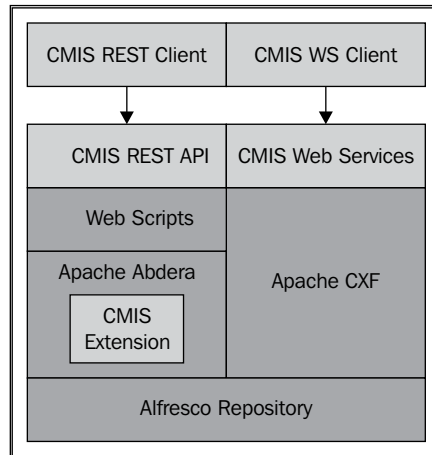 CMIS REST Client
CMIS WS Client
CMIS REST API
CMIS Web Services
Web Scripts
Apache Abdera
CMIS
Extension
Apache CXF
Alfresco Repository